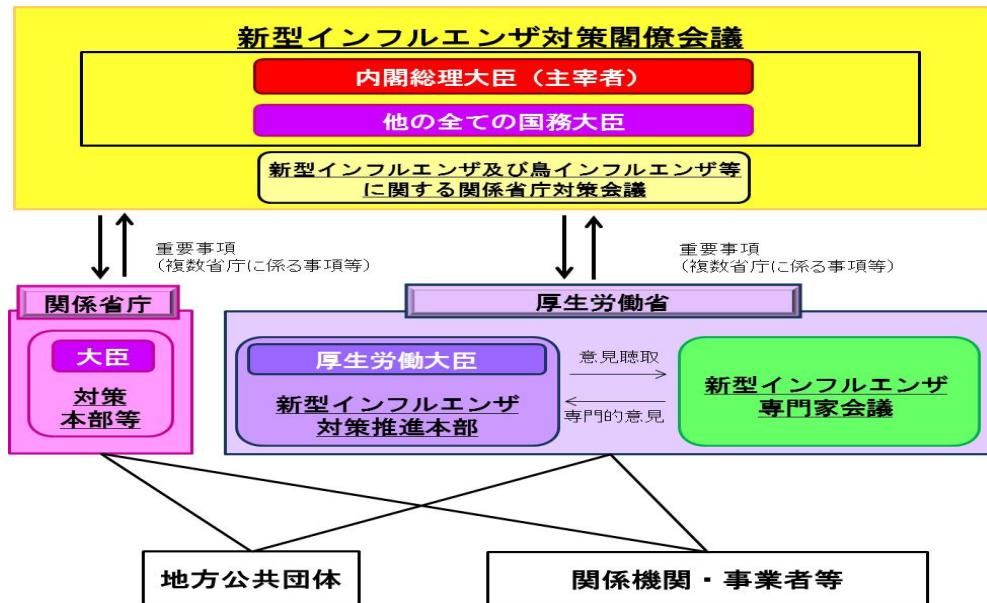 新型インフルエンザ対策閣僚会議
内閣総理大臣（主宰者）
他の全ての国務大臣
新型インフルエンザ及び鳥インフルエンザ等
に関する関係省庁対策会議
重要事項
（複数省庁に係る事項等）
重要事項
（複数省庁に係る事項等）
関係省庁
大臣
対策
本部等
厚生労働省
厚生労働大臣
新型インフルエンザ
対策推進本部
意見聴取
専門的意見
新型インフルエンザ
専門家会議
地方公共団体
関係機関・事業者等